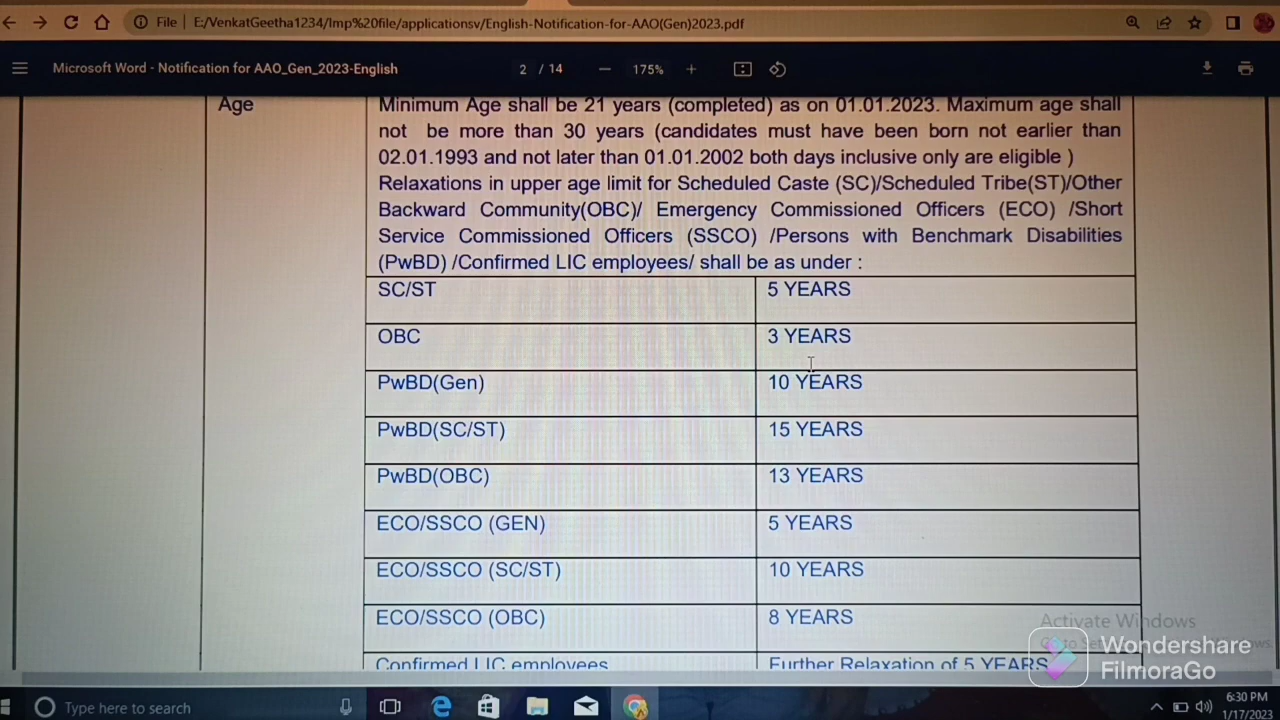 File E:/VenkatGeetha1234/Imp%20file/applicationsv/English-Notification-for-AAO(Gen)2023.pdf
Microsoft Word - Notification for AAO_Gen_2023-English 2 / 14 175%
Age
Minimum Age shall be 21 years (completed) as on 01.01.2023. Maximum age shall
not be more than 30 years (candidates must have been born not earlier than
02.01.1993 and not later than 01.01.2002 both days inclusive only are eligible )
Relaxations in upper age limit for Scheduled Caste (SC)/Scheduled Tribe(ST)/Other
Backward Community(OBC)/ Emergency Commissioned Officers (ECO) /Short
Service Commissioned Officers (SSCO) /Persons with Benchmark Disabilities
(PwBD) /Confirmed LIC employees/ shall be as under :
SC/ST 5 YEARS
OBC 3 YEARS
PwBD(Gen) 10 YEARS
PwBD(SC/ST) 15 YEARS
PwBD(OBC) 13 YEARS
ECO/SSCO (GEN) 5 YEARS
ECO/SSCO (SC/ST) 10 YEARS
ECO/SSCO (OBC) 8 YEARS
Confirmed LIC employees Further Relaxation of 5 YEARS
Activate Windows
Wondershare
FilmoraGo
Type here to search
6:30 PM
1/17/2023